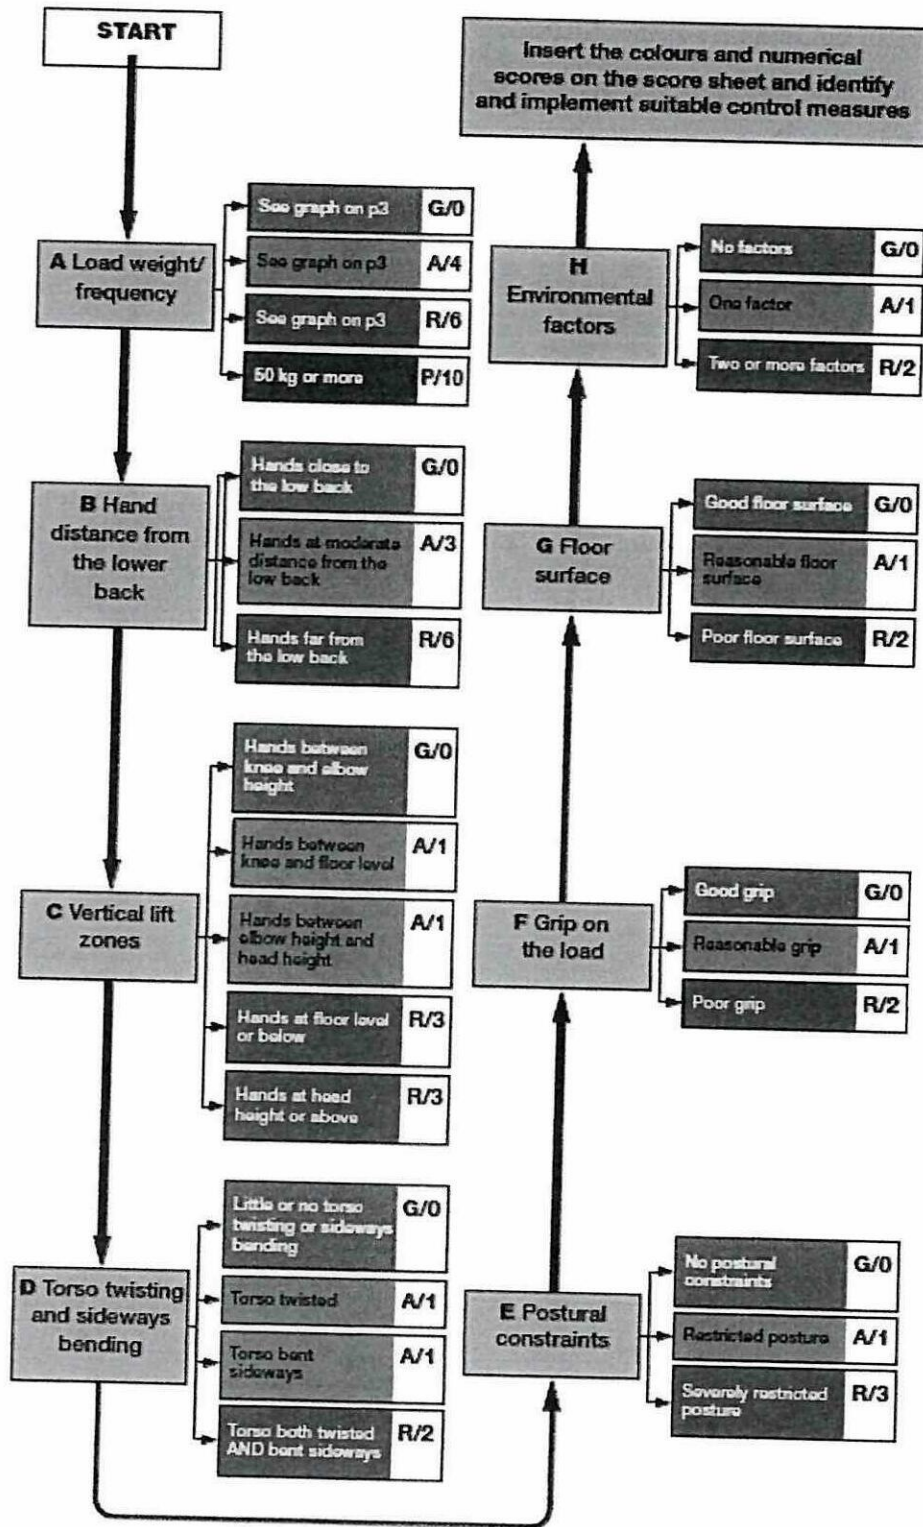 START
A Load weight/
frequency
See graph on p3 G/0
See graph on p3 A/4
See graph on p3 R/6
50 kg or more P/10
B Hand
distance from
the lower
back
Hands close to
the low back
G/0
Hands at moderate
distance from the
low back
A/3
Hands far from
the low back
R/6
C Vertical lift
zones
Hands between
knee and elbow
height
G/0
Hands between
knee and floor level
A/1
Hands between
elbow height and
head height
A/1
Hands at floor level
or below
R/3
Hands at head
height or above
R/3
D Torso twisting
and sideways
bending
Little or no torso
twisting or sideways
bending
G/0
Torso twisted A/1
Torso bent
sideways
A/1
Torso both twisted
AND bent sideways
R/2
E Postural
constraints
No postural
constraints
G/0
Restricted posture A/1
Severely restricted
posture
R/3
F Grip on
the load
Good grip G/0
Reasonable grip A/1
Poor grip R/2
G Floor
surface
Good floor surface G/0
Reasonable floor
surface
A/1
Poor floor surface R/2
H
Environmental
factors
No factors G/0
One factor A/1
Two or more factors R/2
Insert the colours and numerical
scores on the score sheet and identify
and implement suitable control measures